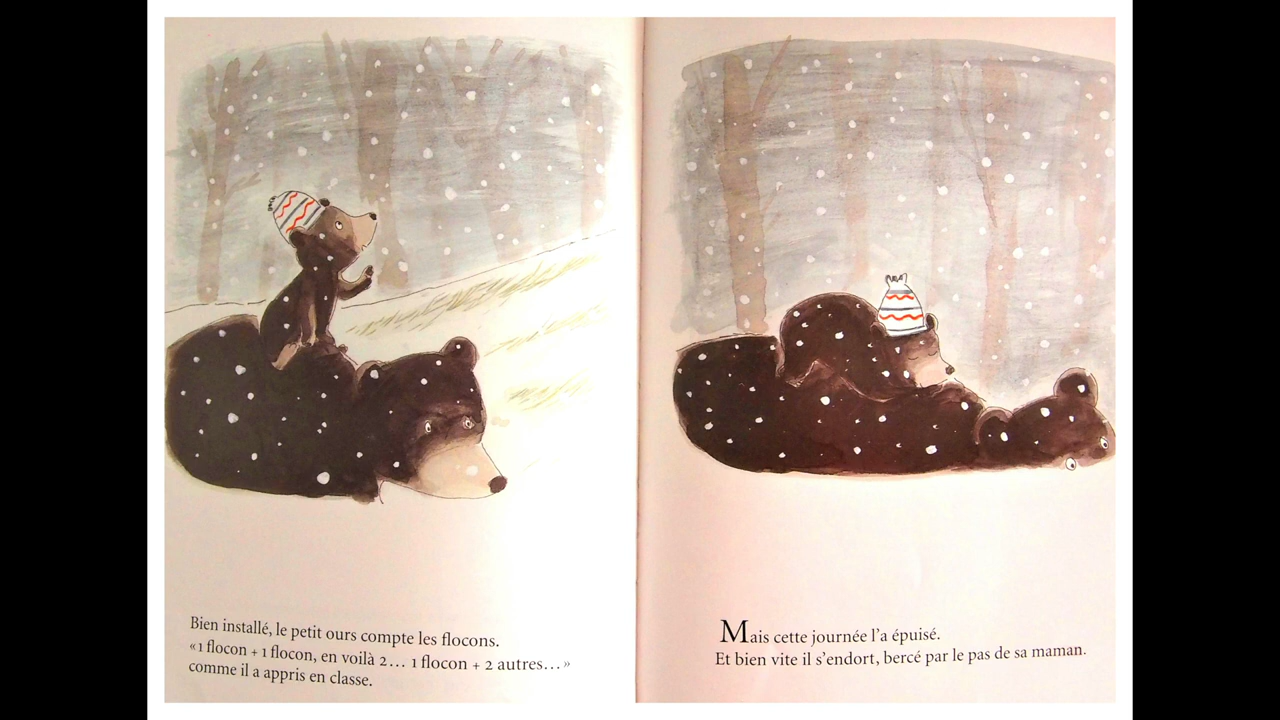 Bien installé, le petit ours compte les flocons.
« 1 flocon + 1 flocon, en voilà 2... 1 flocon + 2 autres... »
comme il a appris en classe.
Mais cette journée l'a épuisé.
Et bien vite il s'endort, bercé par le pas de sa maman.